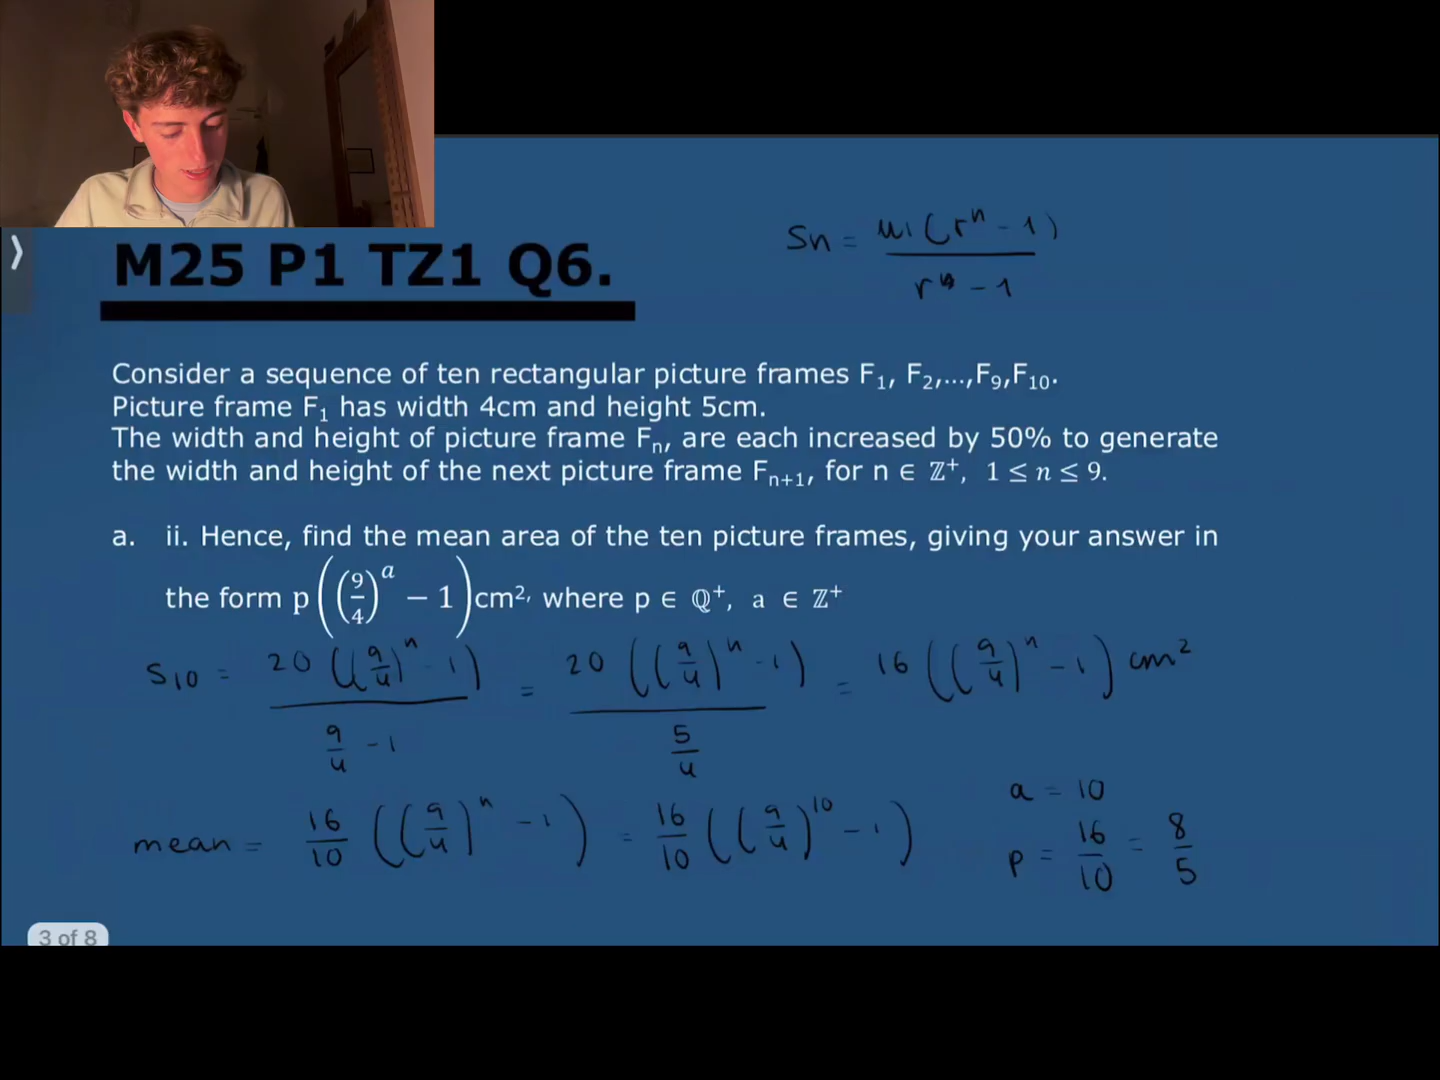 Sn = u1 (r^n - 1) / r - 1
M25 P1 TZ1 Q6.
Consider a sequence of ten rectangular picture frames F₁, F₂,...,F₉,F₁₀.
Picture frame F₁ has width 4cm and height 5cm.
The width and height of picture frame Fₙ, are each increased by 50% to generate
the width and height of the next picture frame Fₙ₊₁, for n ∈ ℤ⁺, 1 ≤ n ≤ 9.
a. ii. Hence, find the mean area of the ten picture frames, giving your answer in
the form p((9/4)^a − 1)cm², where p ∈ ℚ⁺, a ∈ ℤ⁺
S10 = 20((9/4)^n - 1) / (9/4 - 1) = 20((9/4)^n - 1) / (5/4) = 16((9/4)^n - 1) cm²
a = 10
mean = 16/10 ((9/4)^n - 1) = 16/10 ((9/4)^10 - 1)
p = 16/10 = 8/5
3 of 8